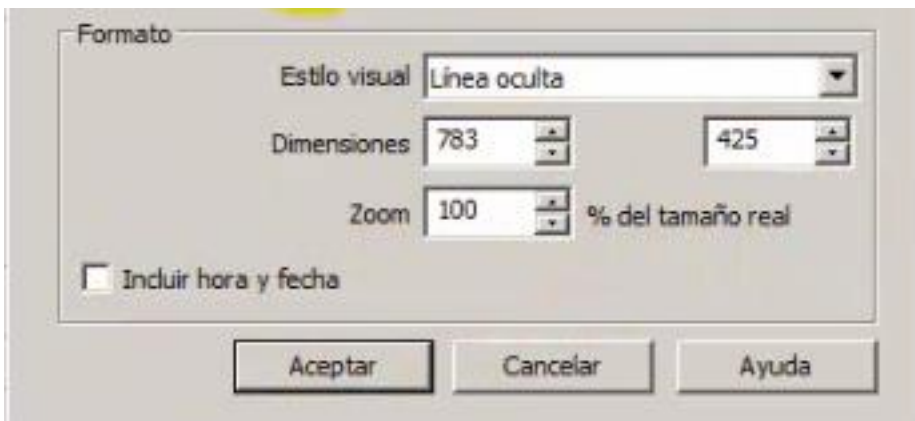 Formato
Estilo visual Línea oculta
Dimensiones 783 425
Zoom 100 % del tamaño real
Incluir hora y fecha
Aceptar Cancelar Ayuda